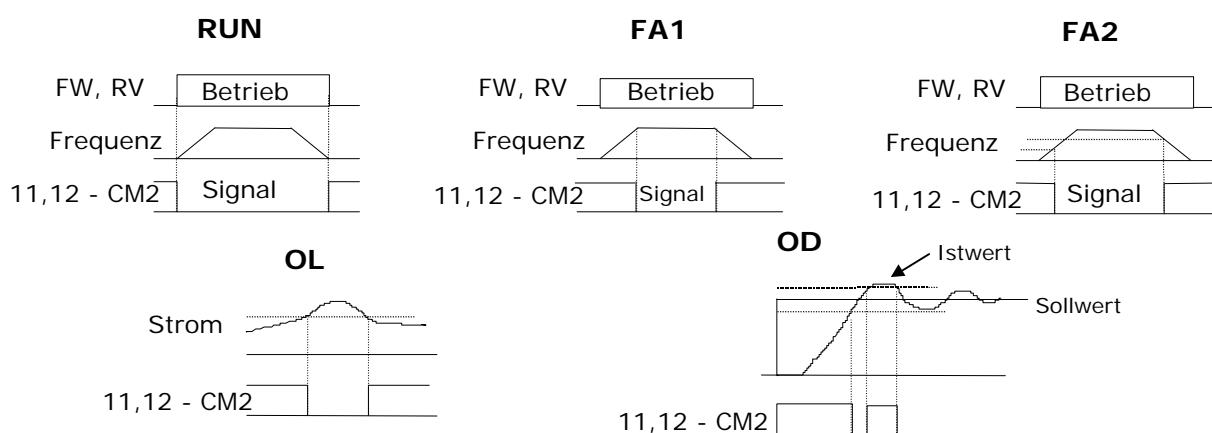 RUN
FW, RV
Betrieb
Frequenz
11,12 - CM2
Signal
FA1
FW, RV
Betrieb
Frequenz
11,12 - CM2
Signal
FA2
FW, RV
Betrieb
Frequenz
11,12 - CM2
Signal
OL
Strom
11,12 - CM2
OD
Istwert
Sollwert
11,12 - CM2